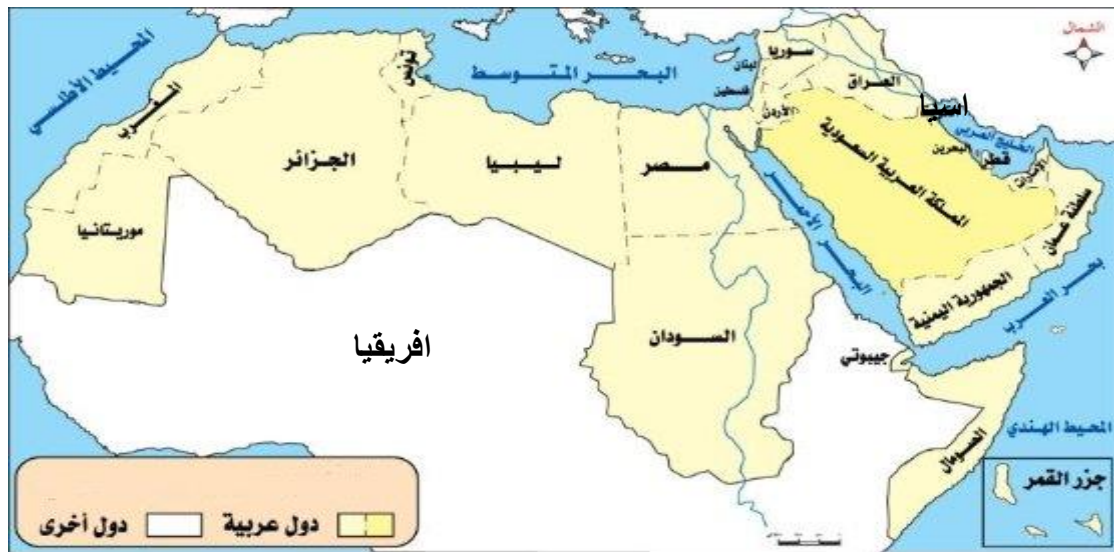 الشمال
المحيط الأطلسي
البحر المتوسط
تونس
المغرب
الجزائر
ليبيا
مصر
موريتانيا
سوريا
لبنان
فلسطين
الأردن
العراق
اسيا
الخليج العربي
البحرين
قطر
الإمارات
المملكة العربية السعودية
سلطنة عمان
البحر الأحمر
الجمهورية اليمنية
بحر العرب
السودان
افريقيا
جيبوتي
الصومال
المحيط الهندي
جزر القمر
دول عربية
دول أخرى